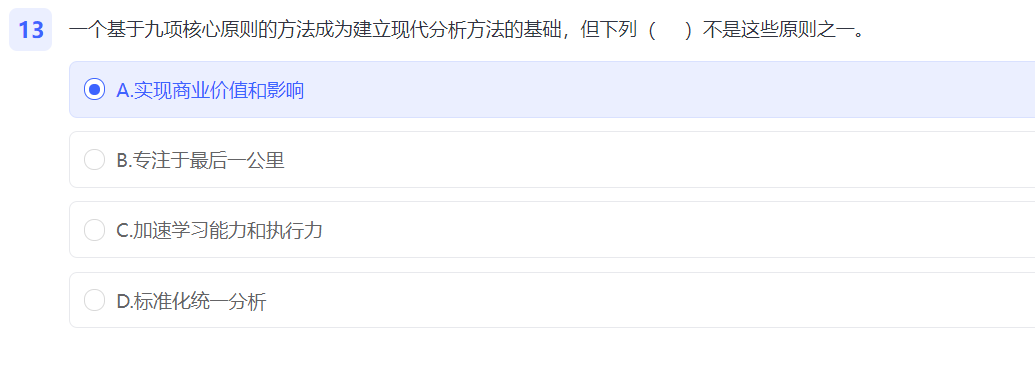 13 一个基于九项核心原则的方法成为建立现代分析方法的基础，但下列（ ）不是这些原则之一。
A.实现商业价值和影响
B.专注于最后一公里
C.加速学习能力和执行力
D.标准化统一分析